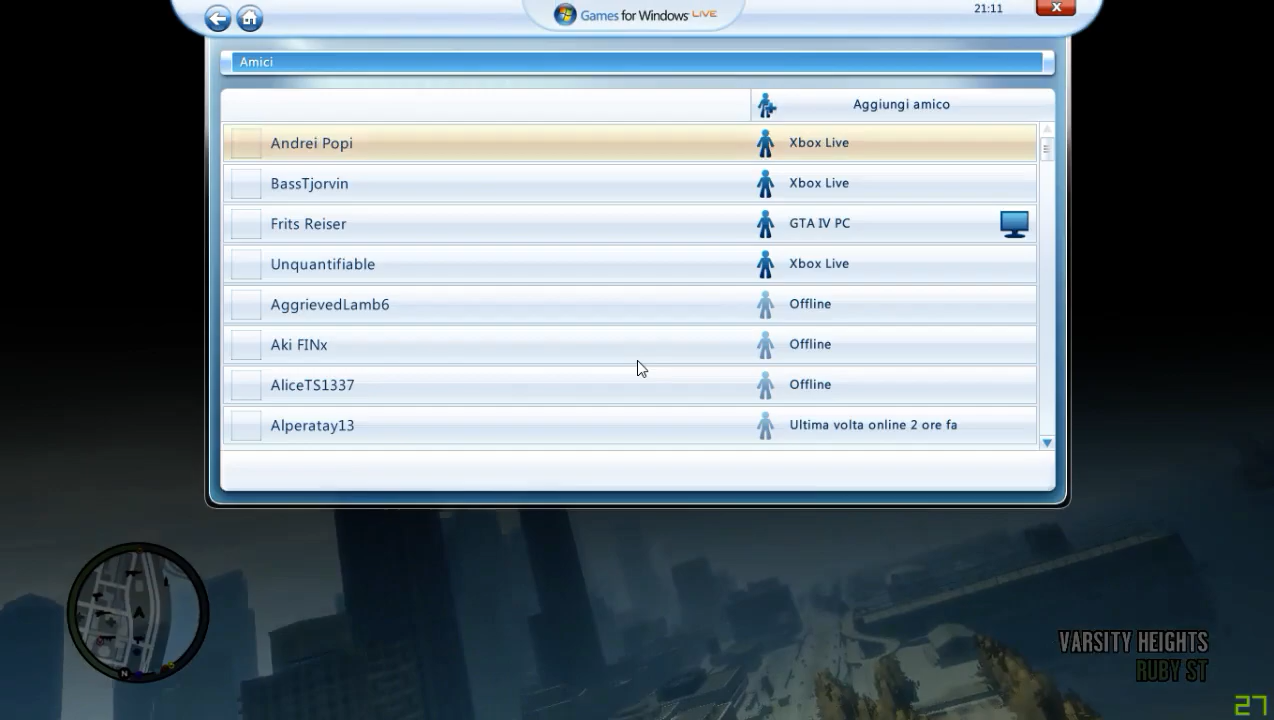 Games for Windows LIVE
21:11
Amici
Aggiungi amico
Andrei Popi Xbox Live
BassTjorvin Xbox Live
Frits Reiser GTA IV PC
Unquantifiable Xbox Live
AggrievedLamb6 Offline
Aki FINx Offline
AliceTS1337 Offline
Alperatay13 Ultima volta online 2 ore fa
N
VARSITY HEIGHTS
RUBY ST
27